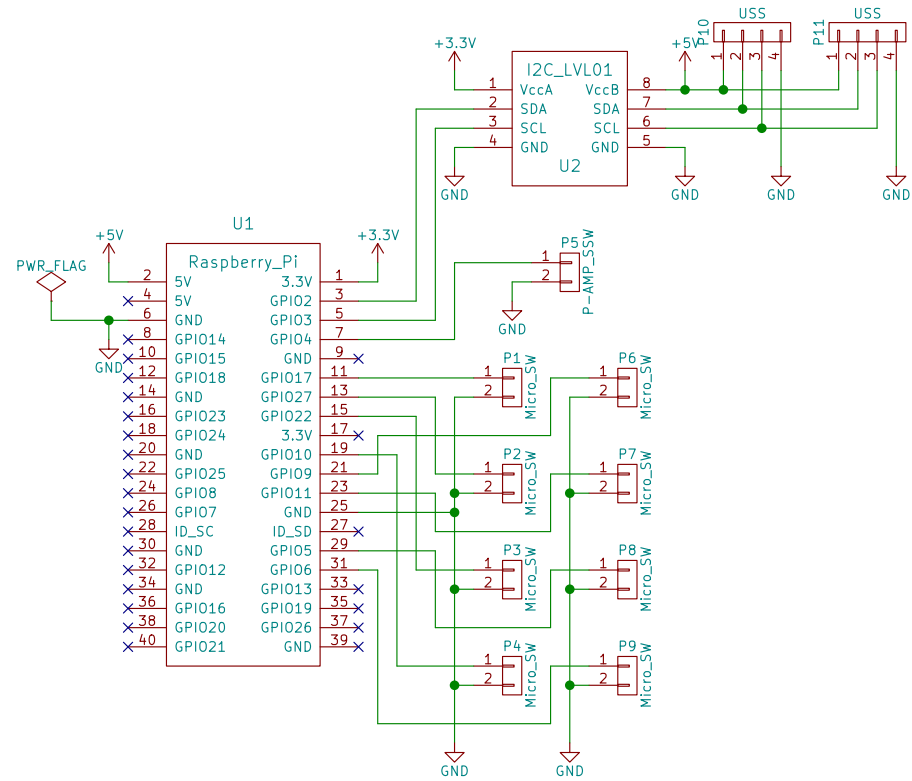 USS
USS
P10
P11
1
2
3
4
1
2
3
4
+3.3V
+5V
I2C_LVL01
1 VccA VccB 8
2 SDA SDA 7
3 SCL SCL 6
4 GND GND 5
U2
GND
GND
GND
GND
U1
+5V
+3.3V
PWR_FLAG
GND
Raspberry_Pi
2 5V 3.3V 1
4 5V GPIO2 3
6 GND GPIO3 5
8 GPIO14 GPIO4 7
10 GPIO15 GND 9
12 GPIO18 GPIO17 11
14 GND GPIO27 13
16 GPIO23 GPIO22 15
18 GPIO24 3.3V 17
20 GND GPIO10 19
22 GPIO25 GPIO9 21
24 GPIO8 GPIO11 23
26 GPIO7 GND 25
28 ID_SC ID_SD 27
30 GND GPIO5 29
32 GPIO12 GPIO6 31
34 GND GPIO13 33
36 GPIO16 GPIO19 35
38 GPIO20 GPIO26 37
40 GPIO21 GND 39
P5
1
2
P-AMP_SSW
GND
P1
1
2
Micro_SW
P6
1
2
Micro_SW
P2
1
2
Micro_SW
P7
1
2
Micro_SW
P3
1
2
Micro_SW
P8
1
2
Micro_SW
P4
1
2
Micro_SW
P9
1
2
Micro_SW
GND
GND